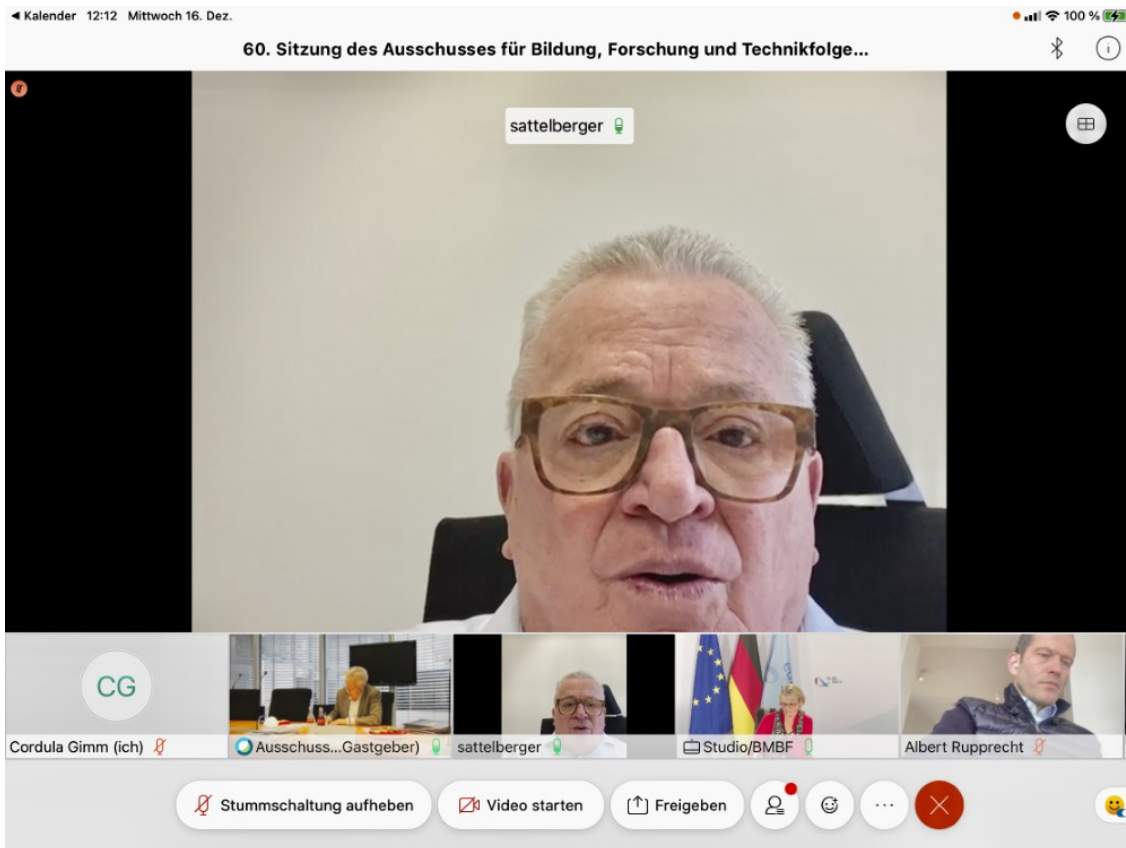 ◀ Kalender 12:12 Mittwoch 16. Dez.
100 %
60. Sitzung des Ausschusses für Bildung, Forschung und Technikfolge...
sattelberger
CG
Cordula Gimm (ich)
Ausschuss...Gastgeber)
sattelberger
Studio/BMBF
Albert Rupprecht
Stummschaltung aufheben
Video starten
Freigeben